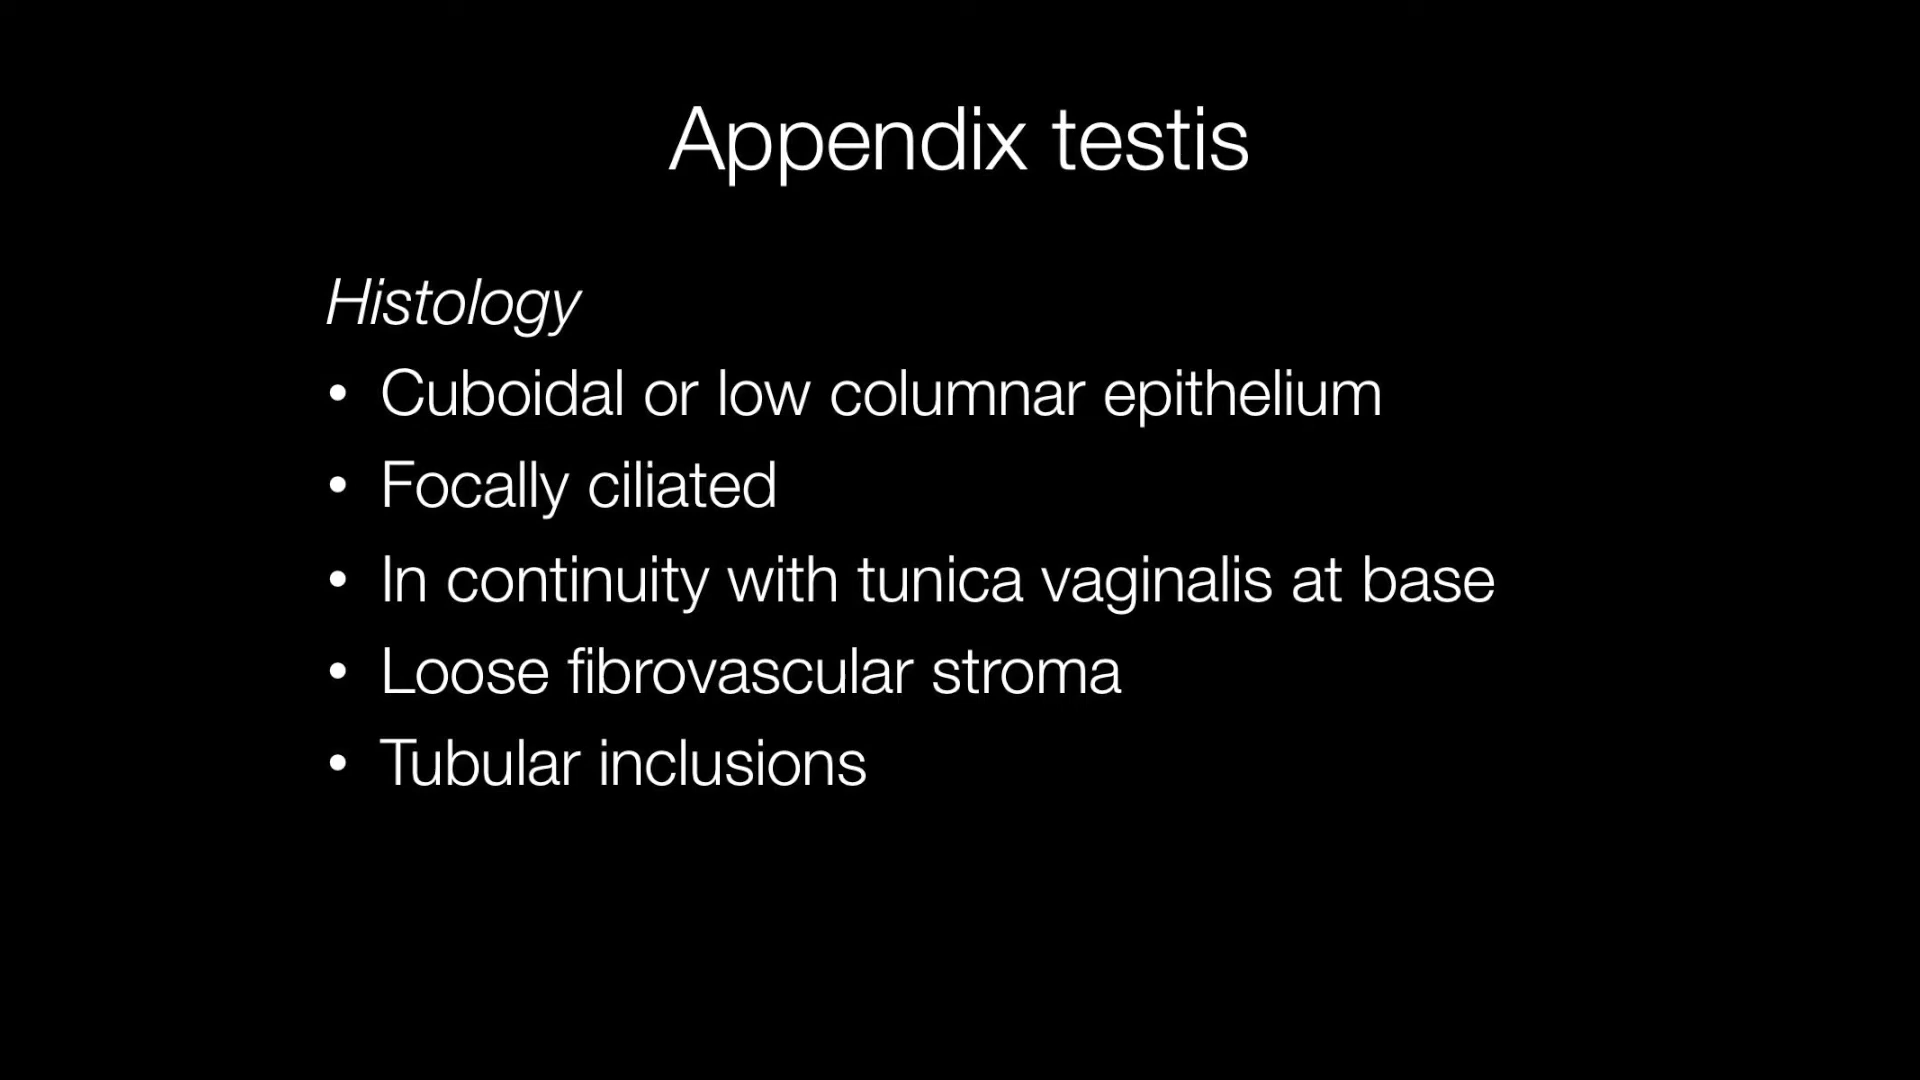 Appendix testis
Histology
• Cuboidal or low columnar epithelium
• Focally ciliated
• In continuity with tunica vaginalis at base
• Loose fibrovascular stroma
• Tubular inclusions